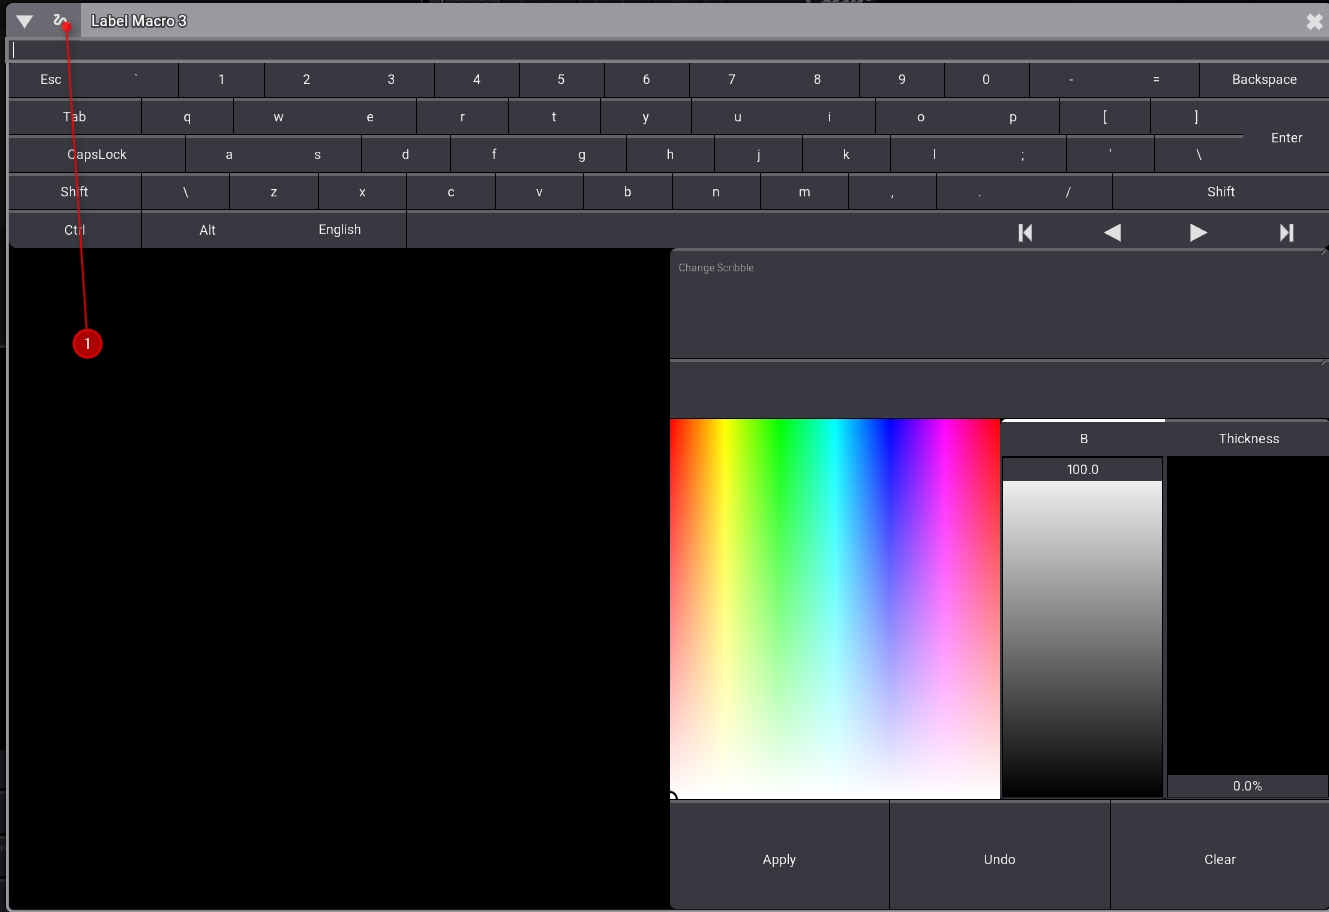 Label Macro 3
Esc ` 1 2 3 4 5 6 7 8 9 0 - = Backspace
Tab q w e r t y u i o p [ ] Enter
CapsLock a s d f g h j k l ; ' \
Shift \ z x c v b n m , . / Shift
Ctrl Alt English
Change Scribble
1
B Thickness
100.0
0.0%
Apply Undo Clear